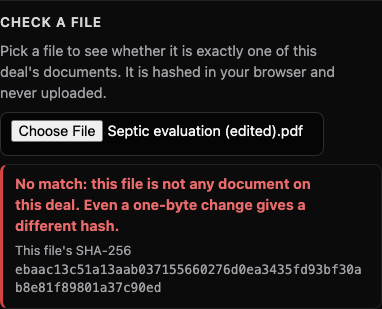 CHECK A FILE
Pick a file to see whether it is exactly one of this
deal's documents. It is hashed in your browser and
never uploaded.
Choose File Septic evaluation (edited).pdf
No match: this file is not any document on
this deal. Even a one-byte change gives a
different hash.
This file's SHA-256
ebaac13c51a13aab037155660276d0ea3435fd93bf30a
b8e81f89801a37c90ed